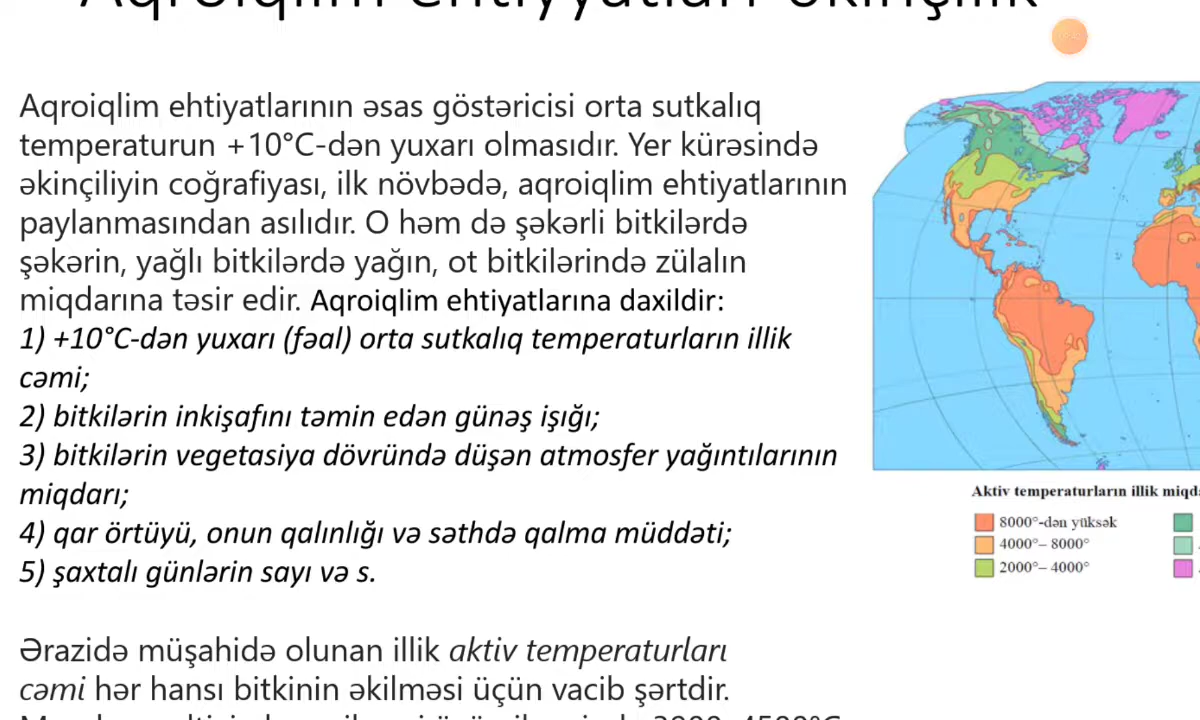 Aqroiqlim ehtiyatları əkinçilik
Aqroiqlim ehtiyatlarının əsas göstəricisi orta sutkalıq
temperaturun +10°C-dən yuxarı olmasıdır. Yer kürəsində
əkinçiliyin coğrafiyası, ilk növbədə, aqroiqlim ehtiyatlarının
paylanmasından asılıdır. O həm də şəkərli bitkilərdə
şəkərin, yağlı bitkilərdə yağın, ot bitkilərində zülalın
miqdarına təsir edir. Aqroiqlim ehtiyatlarına daxildir:
1) +10°C-dən yuxarı (fəal) orta sutkalıq temperaturların illik
cəmi;
2) bitkilərin inkişafını təmin edən günəş işığı;
3) bitkilərin vegetasiya dövründə düşən atmosfer yağıntılarının
miqdarı;
4) qar örtüyü, onun qalınlığı və səthdə qalma müddəti;
5) şaxtalı günlərin sayı və s.
Ərazidə müşahidə olunan illik aktiv temperaturları
cəmi hər hansı bitkinin əkilməsi üçün vacib şərtdir.
Aktiv temperaturların illik
8000°-dən yüksək
4000°– 8000°
2000°– 4000°